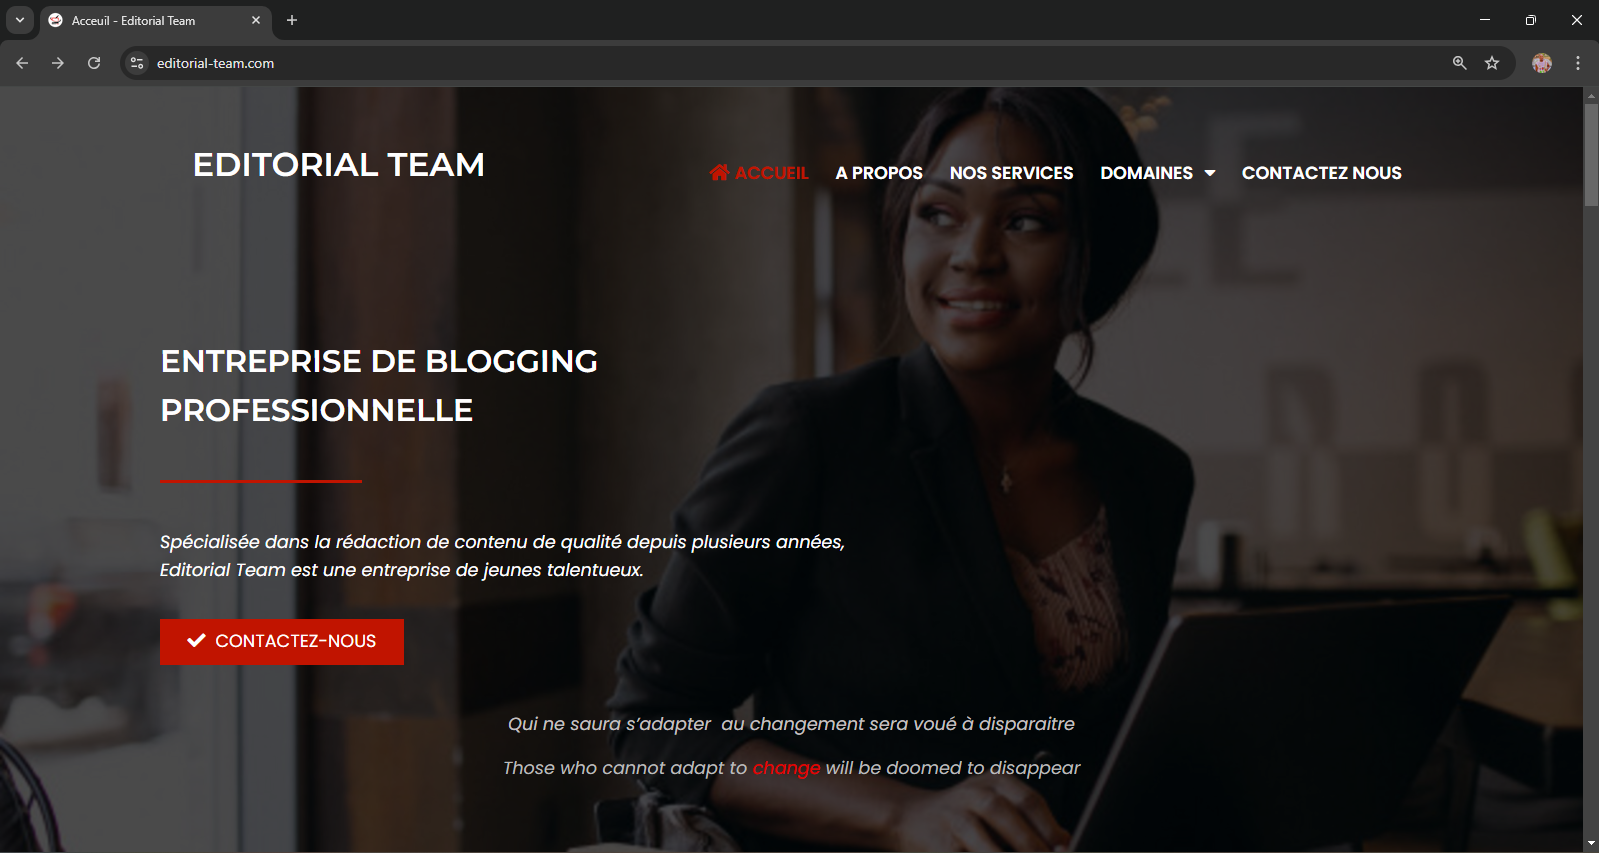 Acceuil - Editorial Team
editorial-team.com
EDITORIAL TEAM
ACCUEIL
A PROPOS
NOS SERVICES
DOMAINES
CONTACTEZ NOUS
ENTREPRISE DE BLOGGING
PROFESSIONNELLE
Spécialisée dans la rédaction de contenu de qualité depuis plusieurs années,
Editorial Team est une entreprise de jeunes talentueux.
CONTACTEZ-NOUS
Qui ne saura s’adapter  au changement sera voué à disparaitre
Those who cannot adapt to change will be doomed to disappear